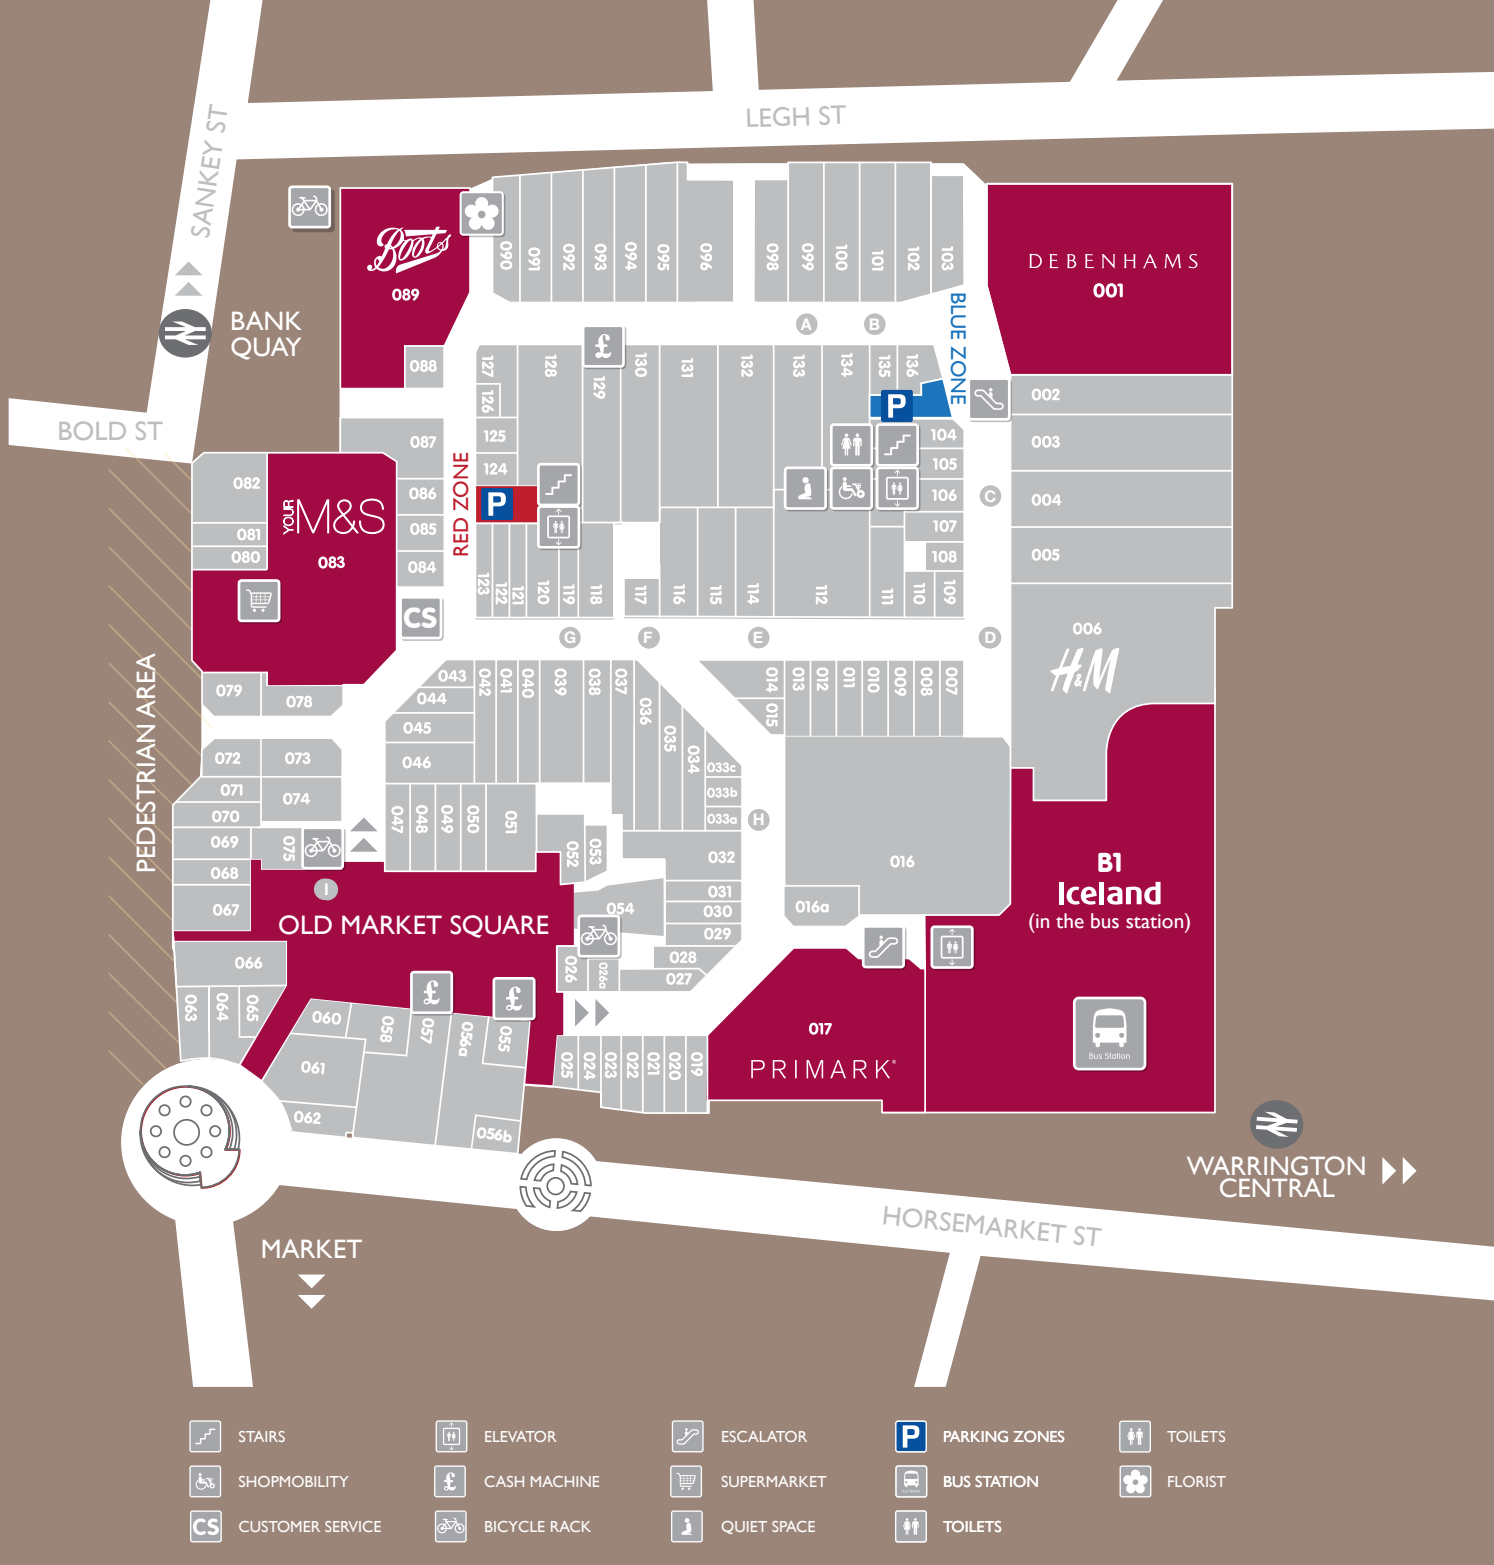 LEGH ST
SANKEY ST
BANK
QUAY
BOLD ST
Boots
089
088
090
091
092
093
094
095
096
098
099
100
101
102
103
DEBENHAMS
001
A
B
BLUE ZONE
£
127
128
129
130
131
132
133
134
135
136
126
125
124
P
P
RED ZONE
104
105
106
107
108
109
110
111
112
114
115
116
117
118
119
120
121
122
123
002
003
004
005
C
006
H&M
087
086
085
084
082
081
080
YOUR
M&S
083
CS
G
F
E
D
PEDESTRIAN AREA
079
078
072
073
071
074
070
069
075
068
067
066
063
064
065
043
044
045
046
042
041
040
039
038
037
036
035
034
033c
033b
033a
047
048
049
050
051
052
053
054
032
031
030
029
028
027
026
026a
H
I
014
015
013
012
011
010
009
008
007
016
016a
OLD MARKET SQUARE
£
£
060
058
057
056a
055
061
062
056b
025
024
023
022
021
020
019
017
PRIMARK
B1
Iceland
(in the bus station)
Bus Station
WARRINGTON
CENTRAL
HORSEMARKET ST
MARKET
STAIRS
ELEVATOR
ESCALATOR
P
PARKING ZONES
TOILETS
SHOPMOBILITY
£
CASH MACHINE
SUPERMARKET
BUS STATION
FLORIST
CS
CUSTOMER SERVICE
BICYCLE RACK
QUIET SPACE
TOILETS